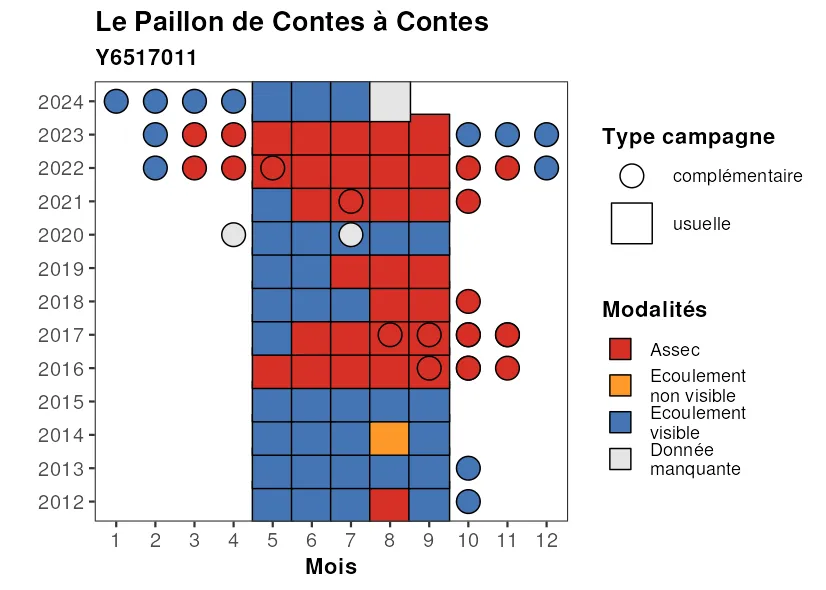 Le Paillon de Contes à Contes
Y6517011
2024
2023
2022
2021
2020
2019
2018
2017
2016
2015
2014
2013
2012
1 2 3 4 5 6 7 8 9 10 11 12
Mois
Type campagne
complémentaire
usuelle
Modalités
Assec
Ecoulement
non visible
Ecoulement
visible
Donnée
manquante